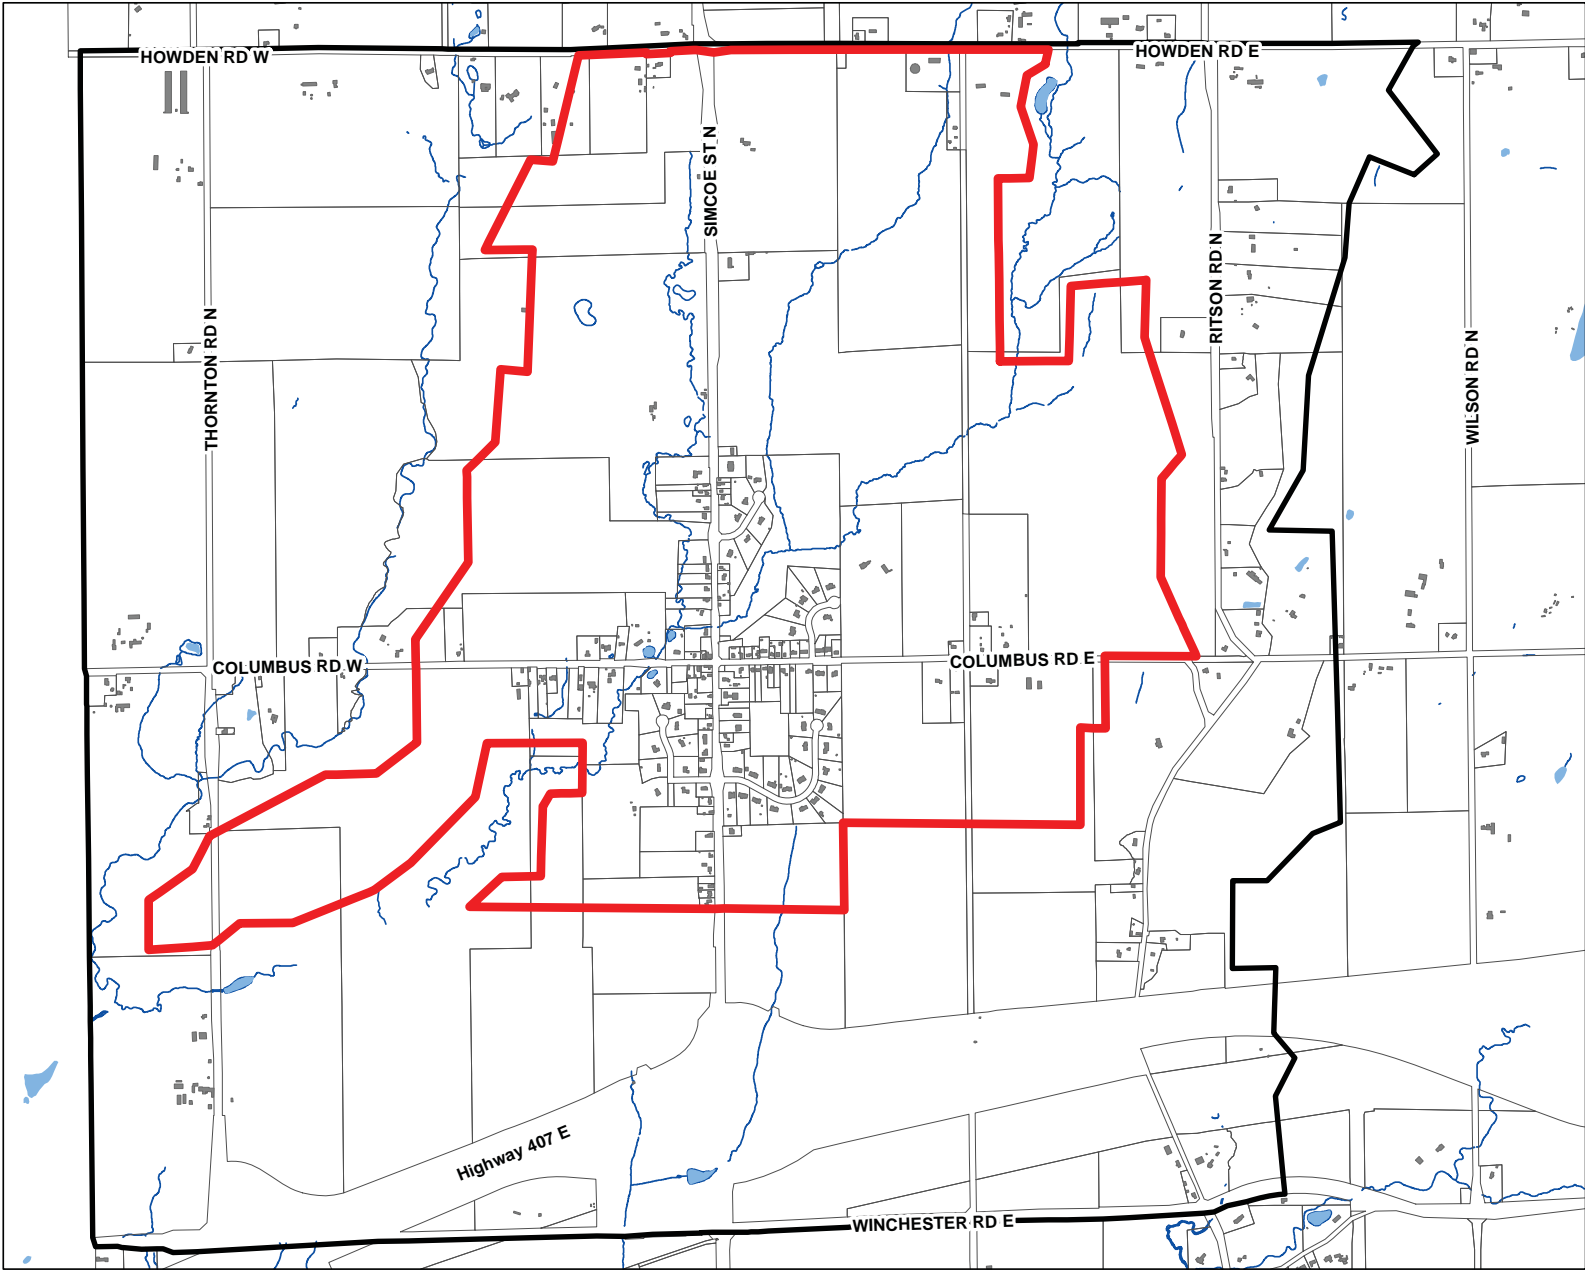 HOWDEN RD W
HOWDEN RD E
SIMCOE ST N
RITSON RD N
THORNTON RD N
WILSON RD N
COLUMBUS RD W
COLUMBUS RD E
Highway 407 E
WINCHESTER RD E